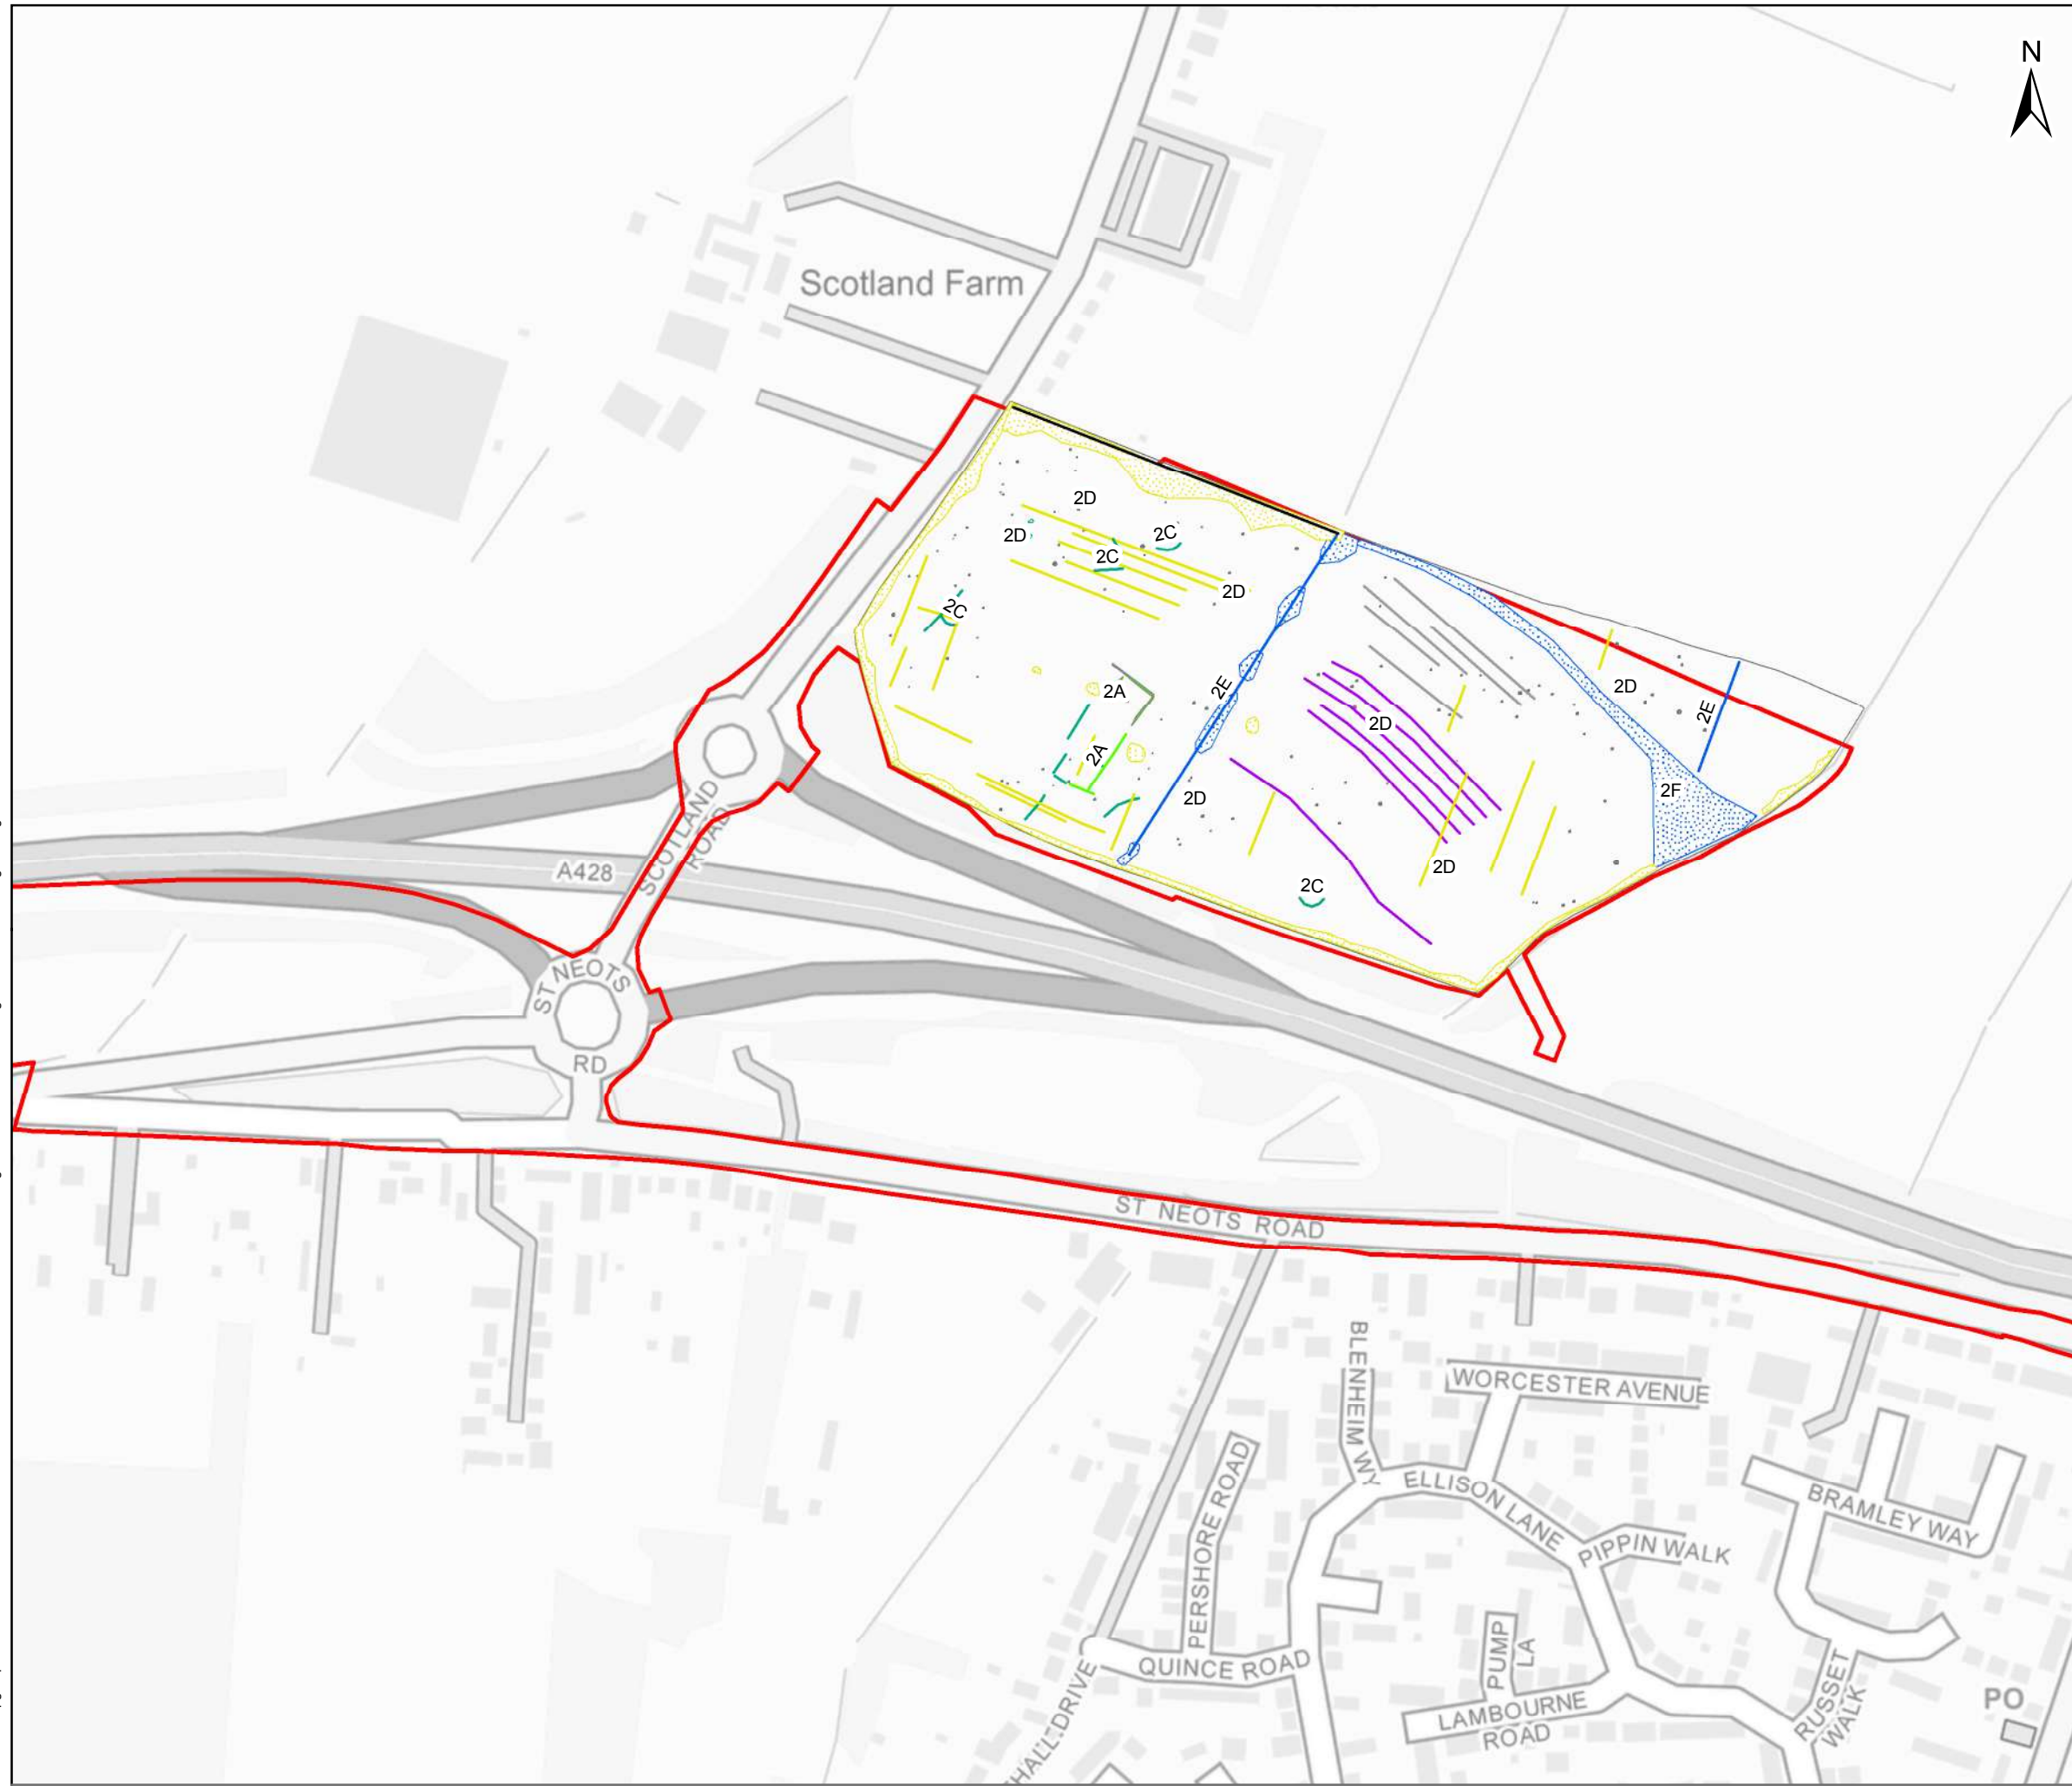 N
Scotland Farm
2D
2D
2C
2C
2D
2C
2A
2E
2D
2E
2D
2A
2F
2D
2D
2C
A428
SCOTLAND
ROAD
ST NEOTS
RD
ST NEOTS ROAD
BLENHEIM WY
WORCESTER AVENUE
ELLISON LANE
PERSHORE ROAD
BRAMLEY WAY
PIPPIN WALK
PUMP
LA
QUINCE ROAD
HALL DRIVE
LAMBOURNE
ROAD
RUSSET
WALK
PO